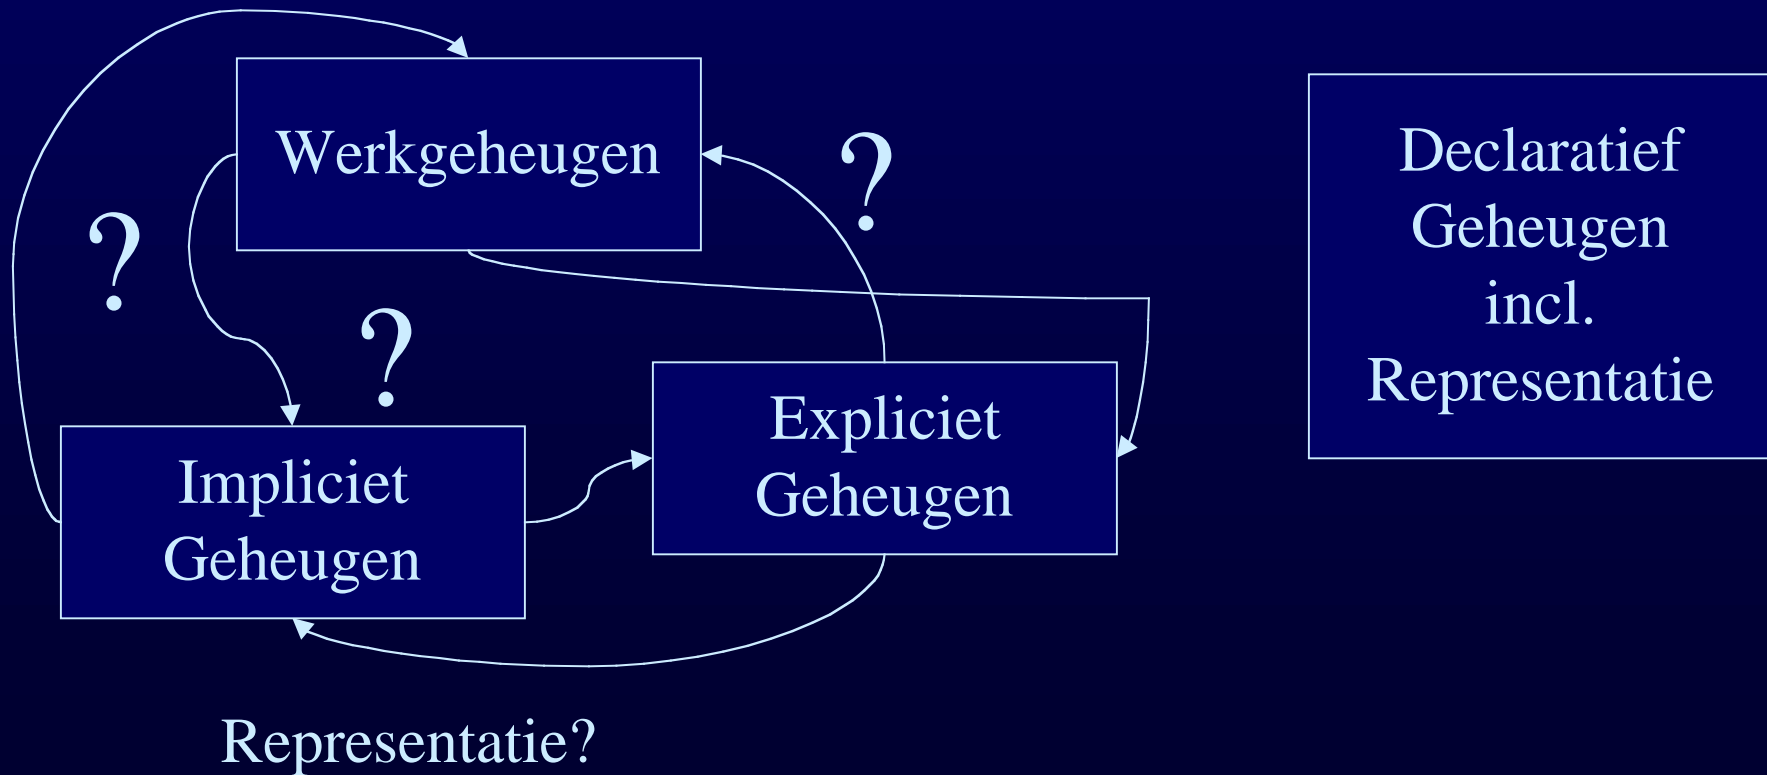 Werkgeheugen
?
?
?
Impliciet
Geheugen
Expliciet
Geheugen
Representatie?
Declaratief
Geheugen
incl.
Representatie